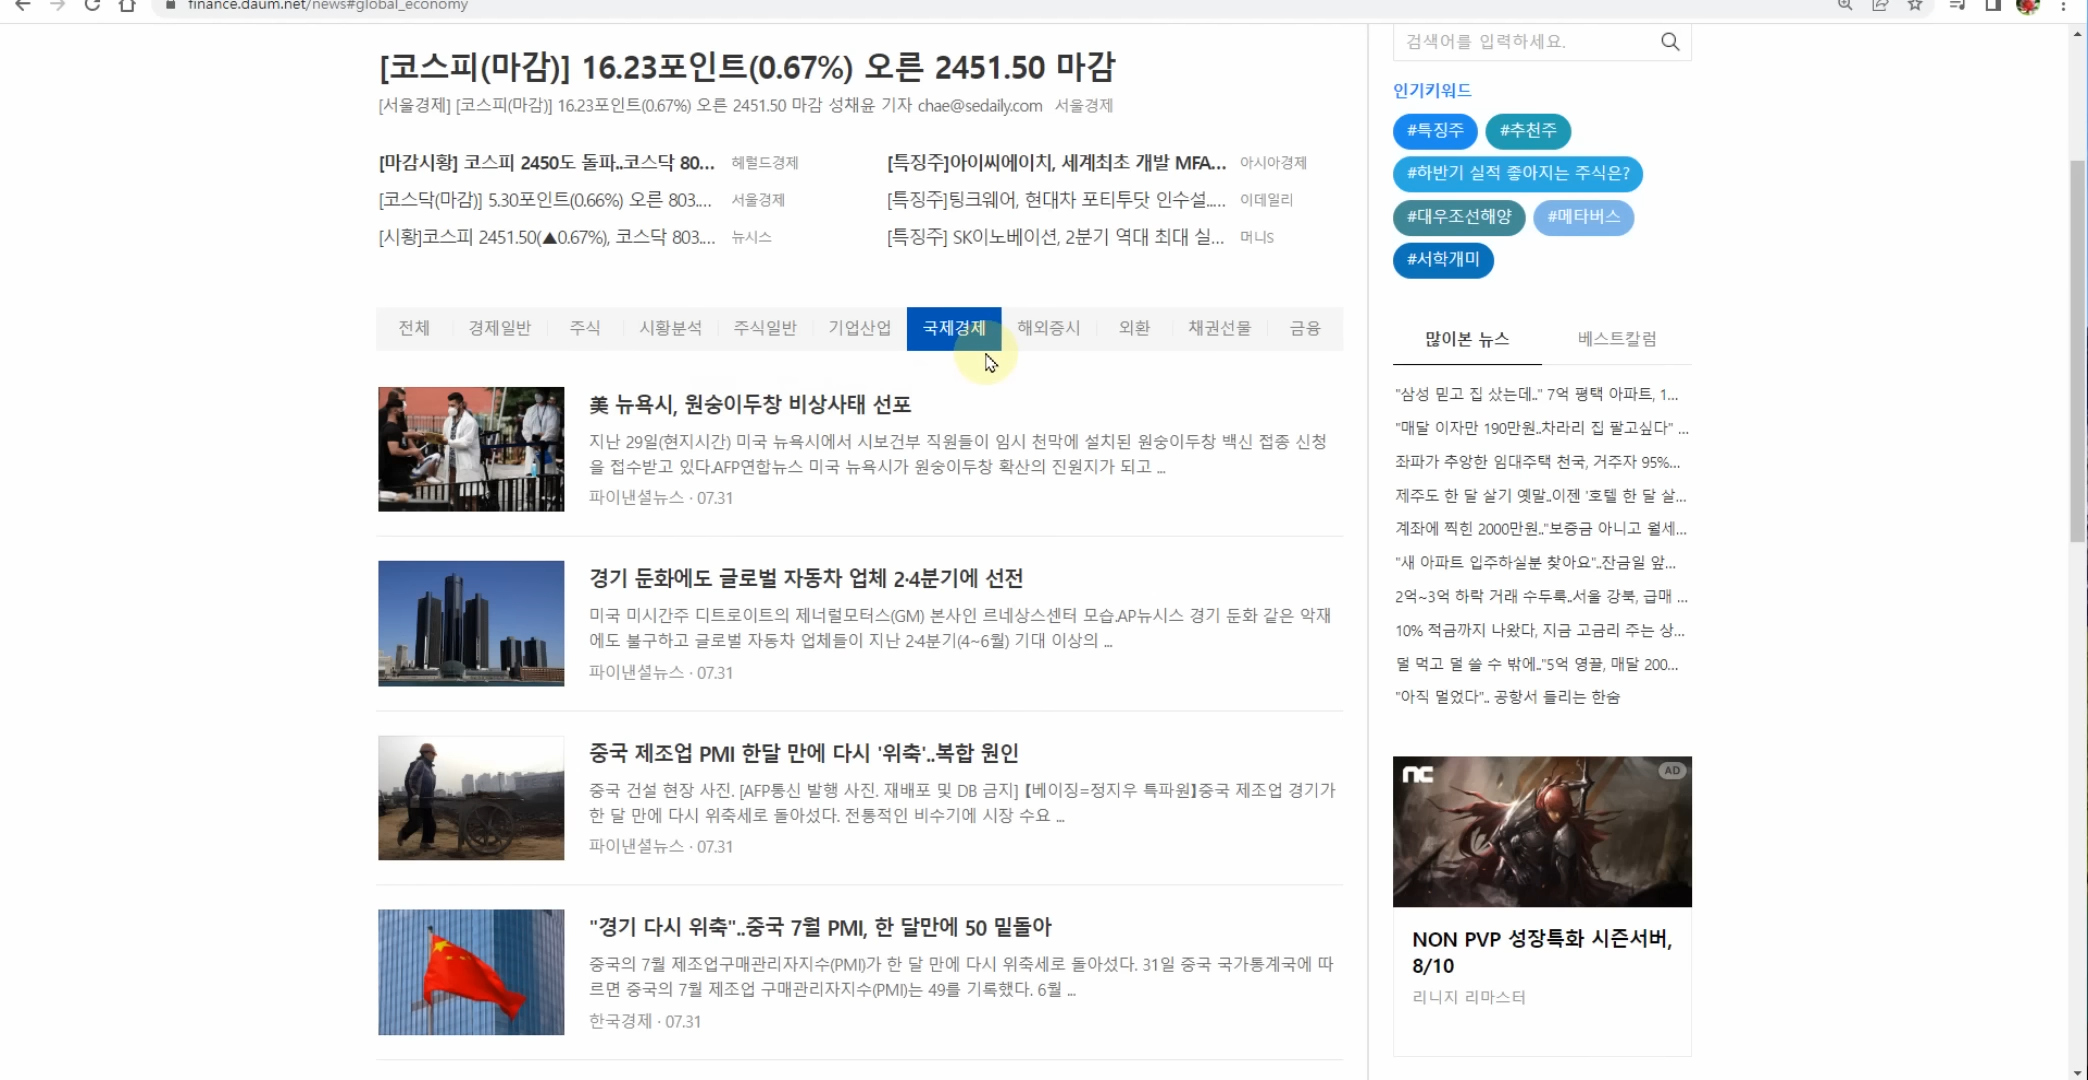 finance.daum.net/news#global_economy
[코스피(마감)] 16.23포인트(0.67%) 오른 2451.50 마감
[서울경제] [코스피(마감)] 16.23포인트(0.67%) 오른 2451.50 마감 성채윤 기자 chae@sedaily.com 서울경제
[마감시황] 코스피 2450도 돌파..코스닥 80... 헤럴드경제
[코스닥(마감)] 5.30포인트(0.66%) 오른 803.... 서울경제
[시황]코스피 2451.50(▲0.67%), 코스닥 803.... 뉴시스
[특징주]아이씨에이치, 세계최초 개발 MFA... 아시아경제
[특징주]팅크웨어, 현대차 포티투닷 인수설..... 이데일리
[특징주] SK이노베이션, 2분기 역대 최대 실... 머니S
전체 경제일반 주식 시황분석 주식일반 기업산업 국제경제 해외증시 외환 채권선물 금융
美 뉴욕시, 원숭이두창 비상사태 선포
지난 29일(현지시간) 미국 뉴욕시에서 시보건부 직원들이 임시 천막에 설치된 원숭이두창 백신 접종 신청
을 접수받고 있다.AFP연합뉴스 미국 뉴욕시가 원숭이두창 확산의 진원지가 되고 ...
파이낸셜뉴스 · 07.31
경기 둔화에도 글로벌 자동차 업체 2·4분기에 선전
미국 미시간주 디트로이트의 제너럴모터스(GM) 본사인 르네상스센터 모습.AP뉴시스 경기 둔화 같은 악재
에도 불구하고 글로벌 자동차 업체들이 지난 2·4분기(4~6월) 기대 이상의 ...
파이낸셜뉴스 · 07.31
중국 제조업 PMI 한달 만에 다시 '위축'..복합 원인
중국 건설 현장 사진. [AFP통신 발행 사진. 재배포 및 DB 금지] 【베이징=정지우 특파원】중국 제조업 경기가
한 달 만에 다시 위축세로 돌아섰다. 전통적인 비수기에 시장 수요 ...
파이낸셜뉴스 · 07.31
"경기 다시 위축"..중국 7월 PMI, 한 달만에 50 밑돌아
중국의 7월 제조업구매관리자지수(PMI)가 한 달 만에 다시 위축세로 돌아섰다. 31일 중국 국가통계국에 따
르면 중국의 7월 제조업 구매관리자지수(PMI)는 49를 기록했다. 6월 ...
한국경제 · 07.31
검색어를 입력하세요.
인기키워드
#특징주 #추천주
#하반기 실적 좋아지는 주식은?
#대우조선해양 #메타버스
#서학개미
많이본 뉴스 베스트칼럼
"삼성 믿고 집 샀는데.." 7억 평택 아파트, 1...
"매달 이자만 190만원..차라리 집 팔고싶다" ...
좌파가 추앙한 임대주택 천국, 거주자 95%...
제주도 한 달 살기 옛말..이젠 '호텔 한 달 살...
계좌에 찍힌 2000만원.."보증금 아니고 월세...
"새 아파트 입주하실분 찾아요"..잔금일 앞...
2억~3억 하락 거래 수두룩..서울 강북, 급매 ...
10% 적금까지 나왔다, 지금 고금리 주는 상...
덜 먹고 덜 쓸 수 밖에.."5억 영끌, 매달 200...
"아직 멀었다".. 공항서 들리는 한숨
nc AD
NON PVP 성장특화 시즌서버,
8/10
리니지 리마스터